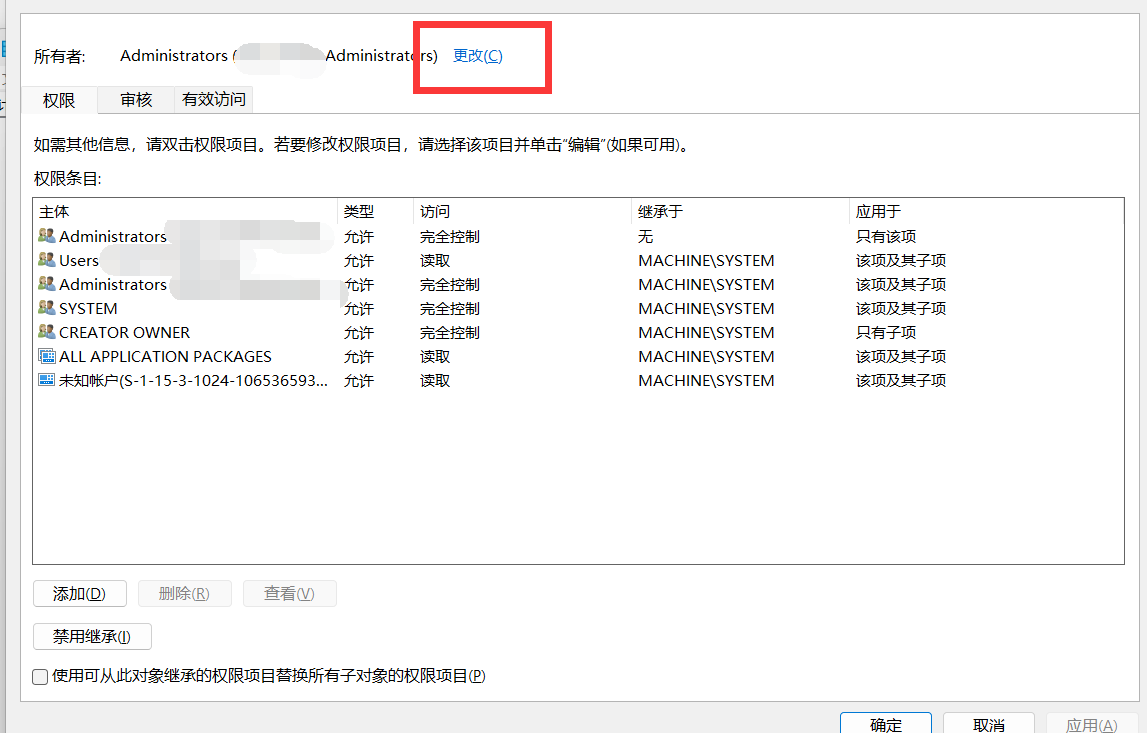 所有者: Administrators ( Administrators) 更改(C)
权限 审核 有效访问
如需其他信息，请双击权限项目。若要修改权限项目，请选择该项目并单击“编辑”(如果可用)。
权限条目:
主体 类型 访问 继承于 应用于
Administrators 允许 完全控制 无 只有该项
Users 允许 读取 MACHINE\SYSTEM 该项及其子项
Administrators 允许 完全控制 MACHINE\SYSTEM 该项及其子项
SYSTEM 允许 完全控制 MACHINE\SYSTEM 该项及其子项
CREATOR OWNER 允许 完全控制 MACHINE\SYSTEM 只有子项
ALL APPLICATION PACKAGES 允许 读取 MACHINE\SYSTEM 该项及其子项
未知帐户(S-1-15-3-1024-106536593... 允许 读取 MACHINE\SYSTEM 该项及其子项
添加(D) 删除(R) 查看(V)
禁用继承(I)
使用可从此对象继承的权限项目替换所有子对象的权限项目(P)
确定 取消 应用(A)